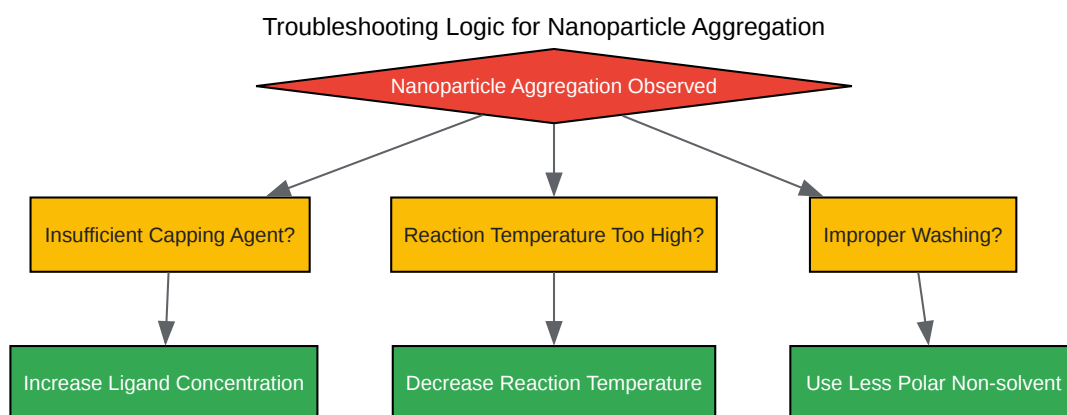 Troubleshooting Logic for Nanoparticle Aggregation
Nanoparticle Aggregation Observed
Insufficient Capping Agent?
Reaction Temperature Too High?
Improper Washing?
Increase Ligand Concentration
Decrease Reaction Temperature
Use Less Polar Non-solvent